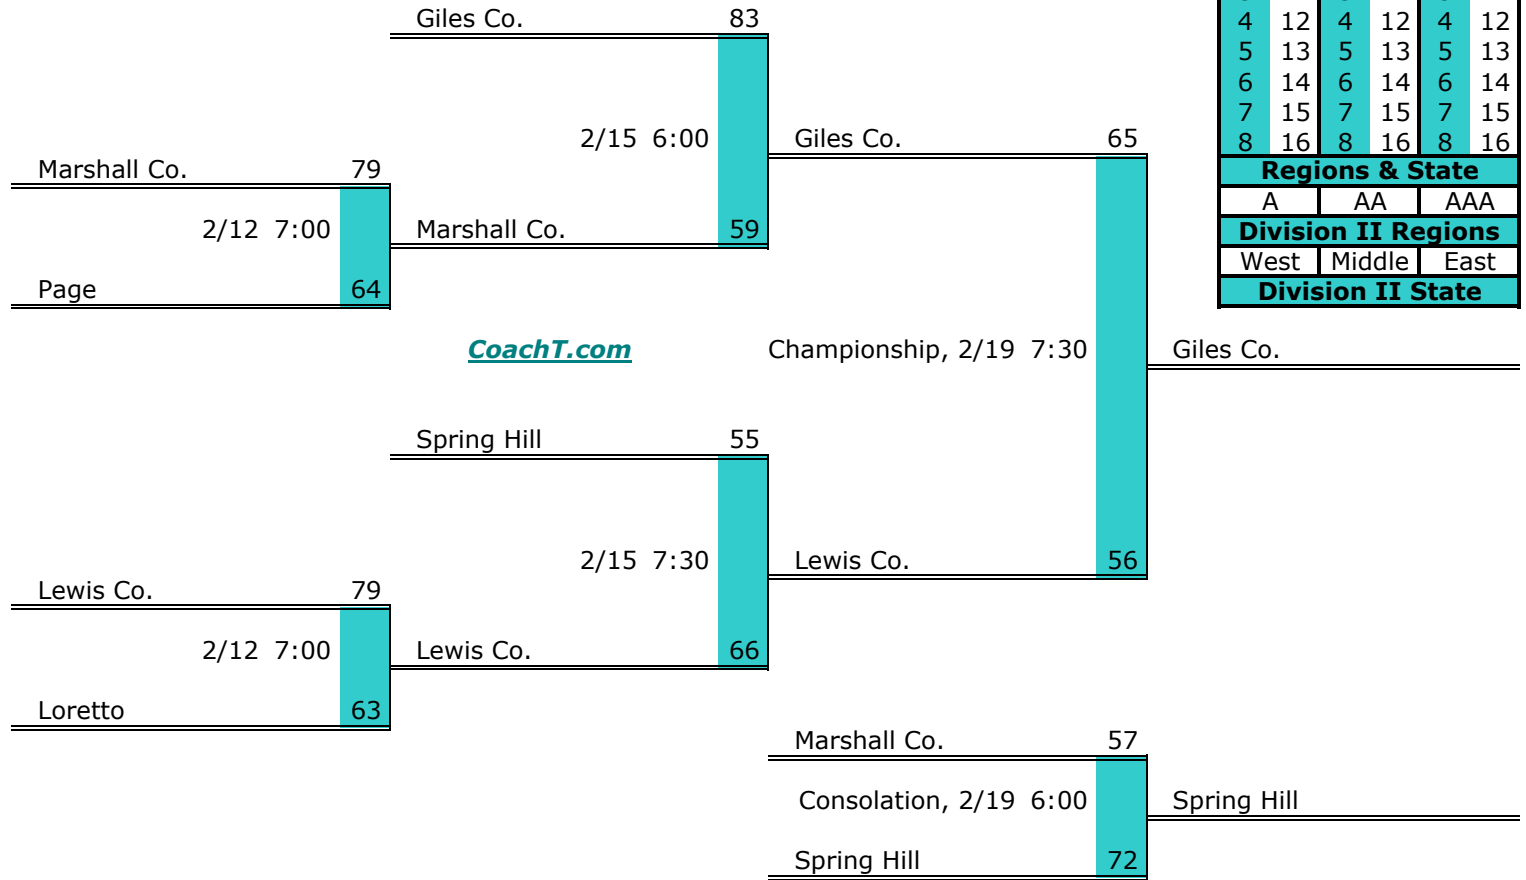 Giles Co. 83
4 12 4 12 4 12
5 13 5 13 5 13
6 14 6 14 6 14
2/15 6:00 Giles Co. 65
7 15 7 15 7 15
8 16 8 16 8 16
Marshall Co. 79
Regions & State
A AA AAA
2/12 7:00 Marshall Co. 59
Division II Regions
West Middle East
Page 64
Division II State
CoachT.com
Championship, 2/19 7:30 Giles Co.
Spring Hill 55
2/15 7:30 Lewis Co. 56
Lewis Co. 79
2/12 7:00 Lewis Co. 66
Loretto 63
Marshall Co. 57
Consolation, 2/19 6:00 Spring Hill
Spring Hill 72